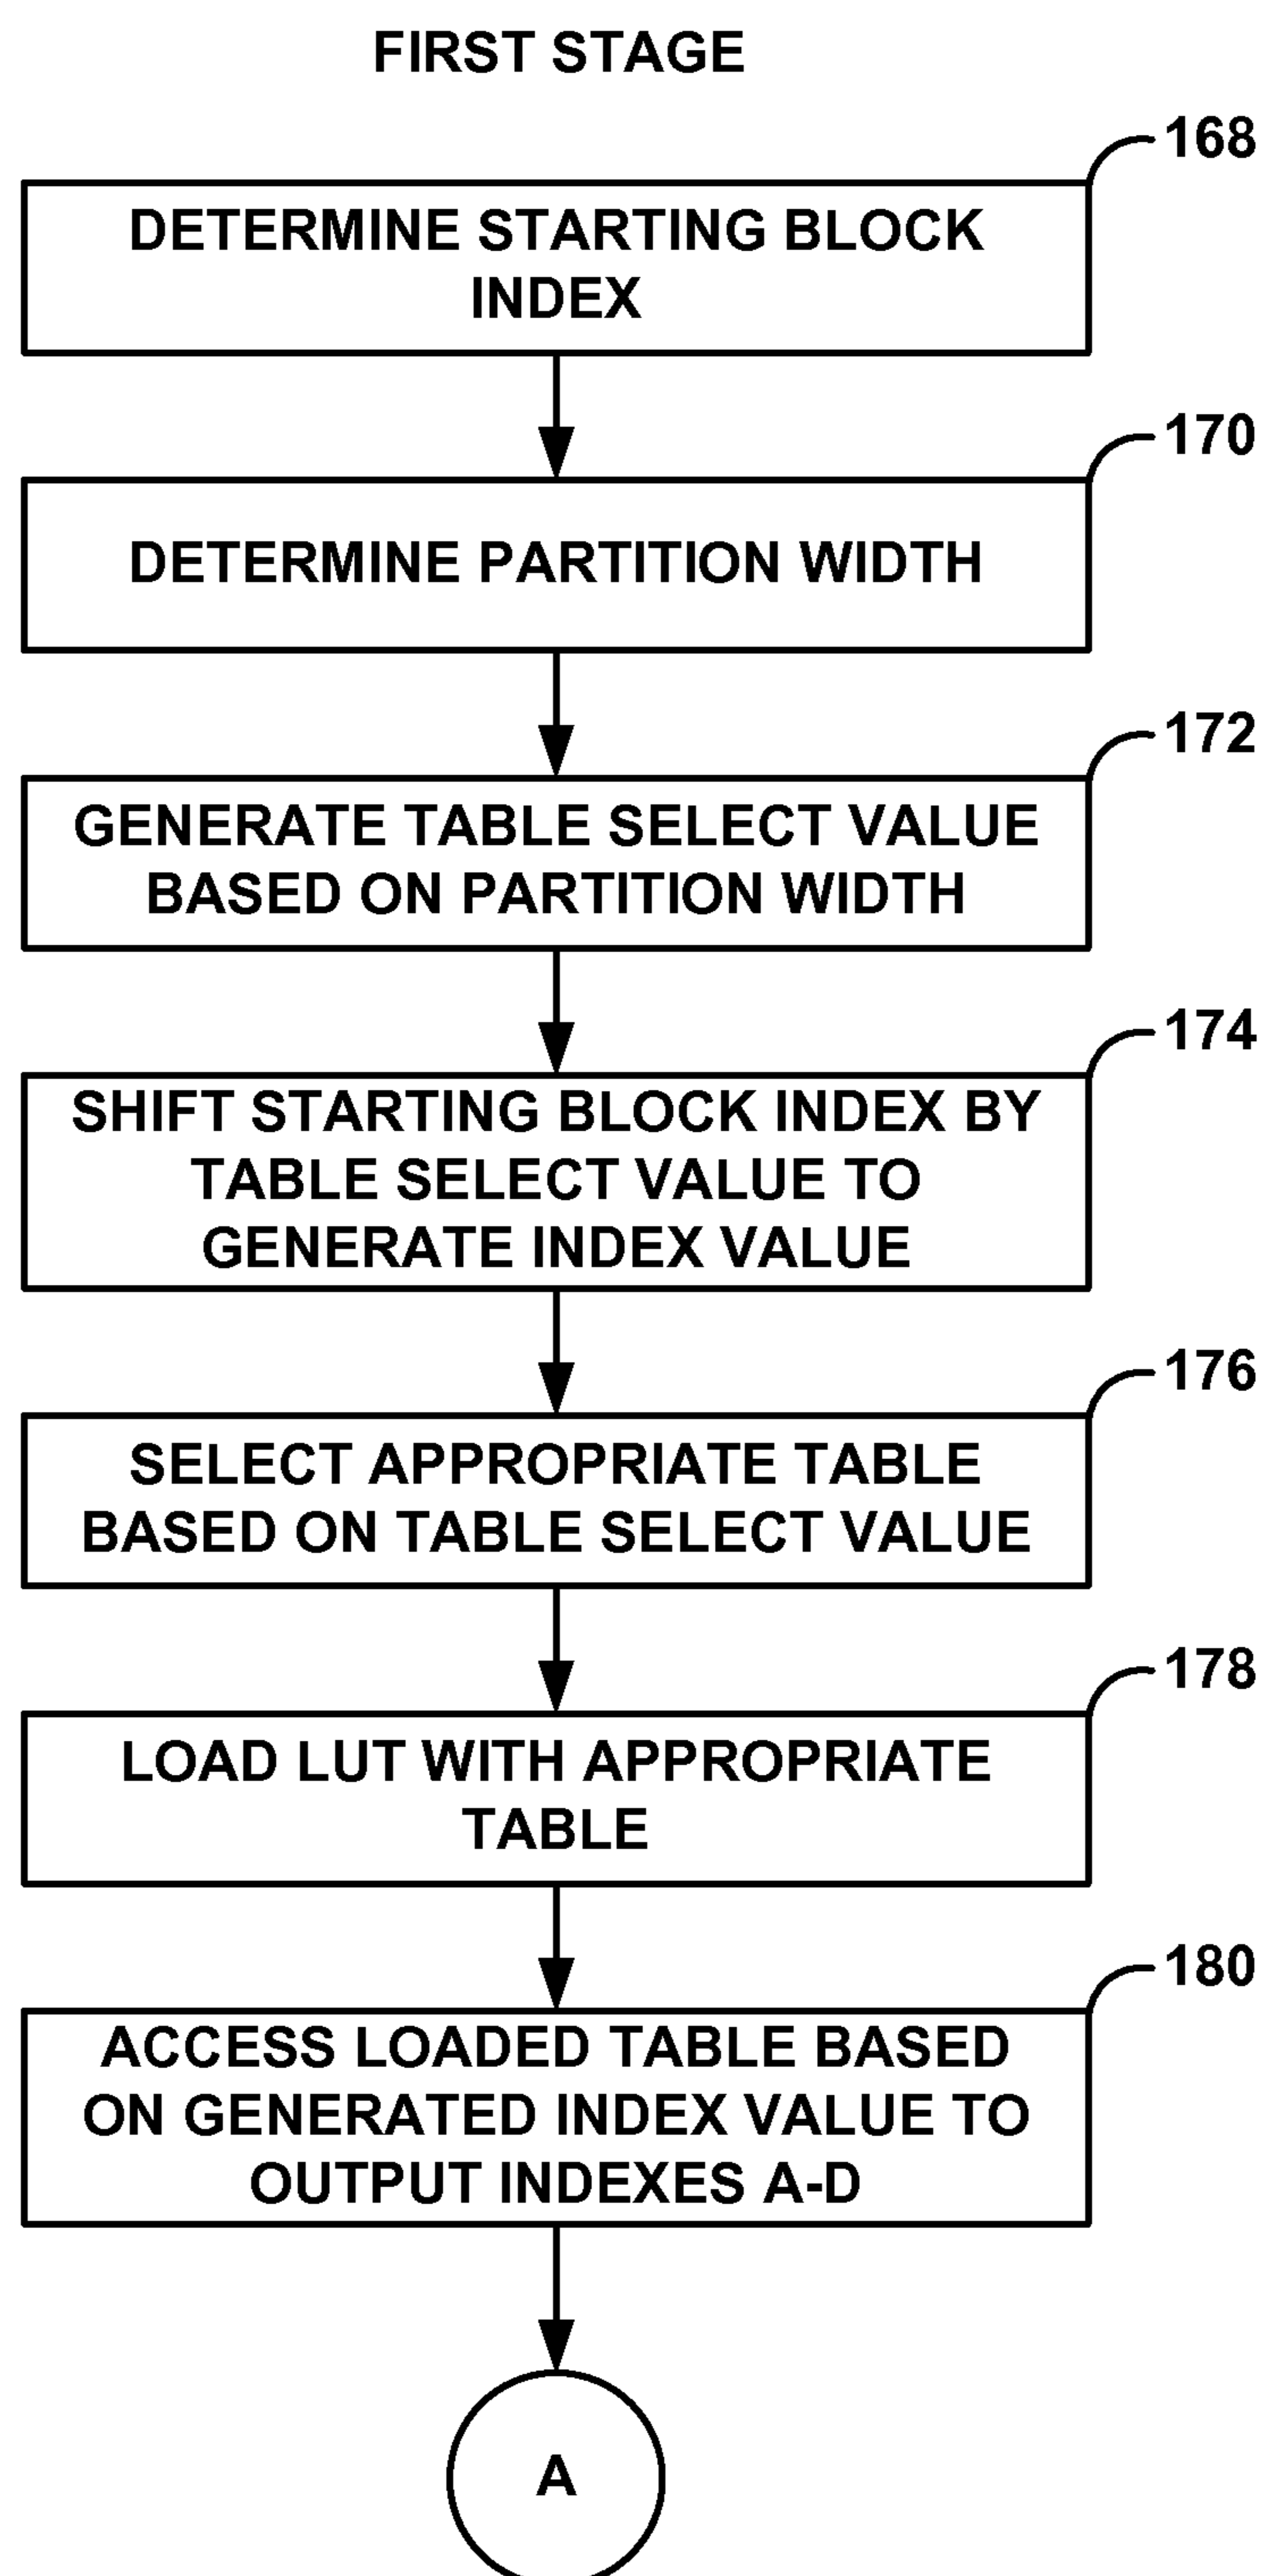 FIRST STAGE
168
DETERMINE STARTING BLOCK
INDEX
170
DETERMINE PARTITION WIDTH
172
GENERATE TABLE SELECT VALUE
BASED ON PARTITION WIDTH
174
SHIFT STARTING BLOCK INDEX BY
TABLE SELECT VALUE TO
GENERATE INDEX VALUE
176
SELECT APPROPRIATE TABLE
BASED ON TABLE SELECT VALUE
178
LOAD LUT WITH APPROPRIATE
TABLE
180
ACCESS LOADED TABLE BASED
ON GENERATED INDEX VALUE TO
OUTPUT INDEXES A-D
A